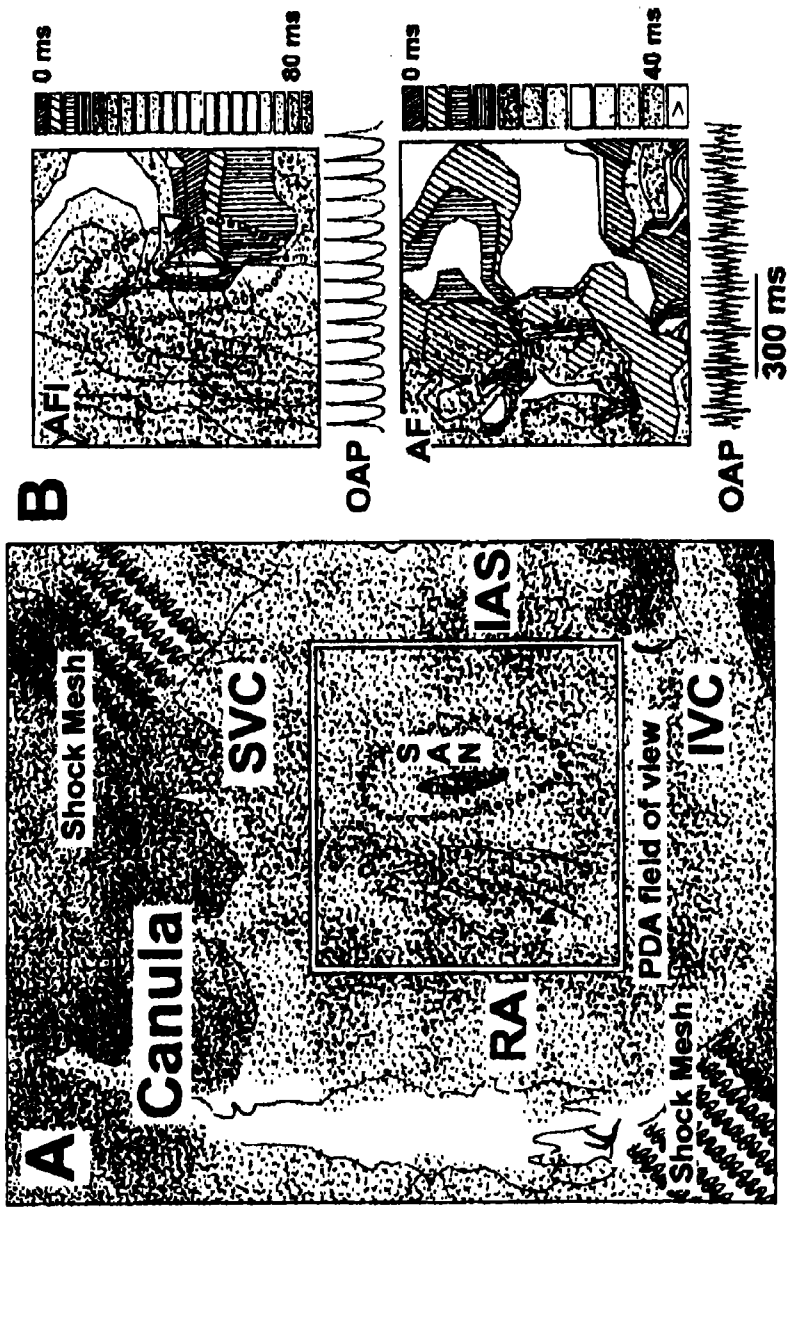 A
Shock Mesh
Canula
SVC
S
A
N
IAS
RA
PDA field of view
IVC
Shock Mesh
B
AFl
0 ms
80 ms
OAP
AF
0 ms
40 ms
>
OAP
300 ms